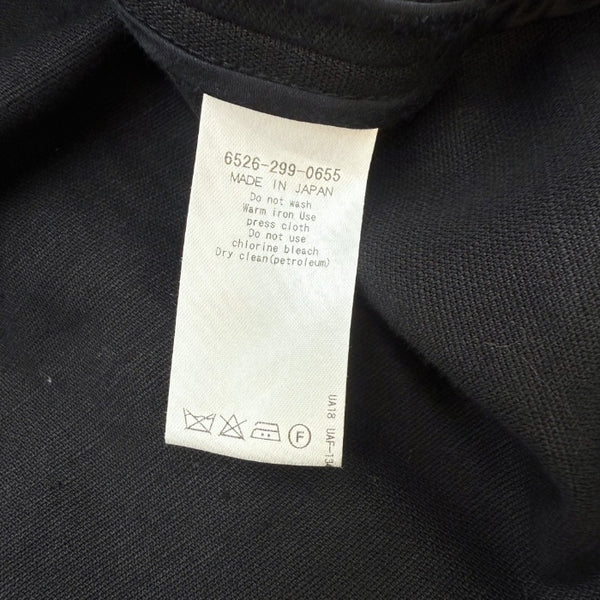 6526-299-0655
MADE IN JAPAN
Do not wash
Warm iron Use
press cloth
Do not use
chlorine bleach
Dry clean(petroleum)
F
UA18 UAF-134